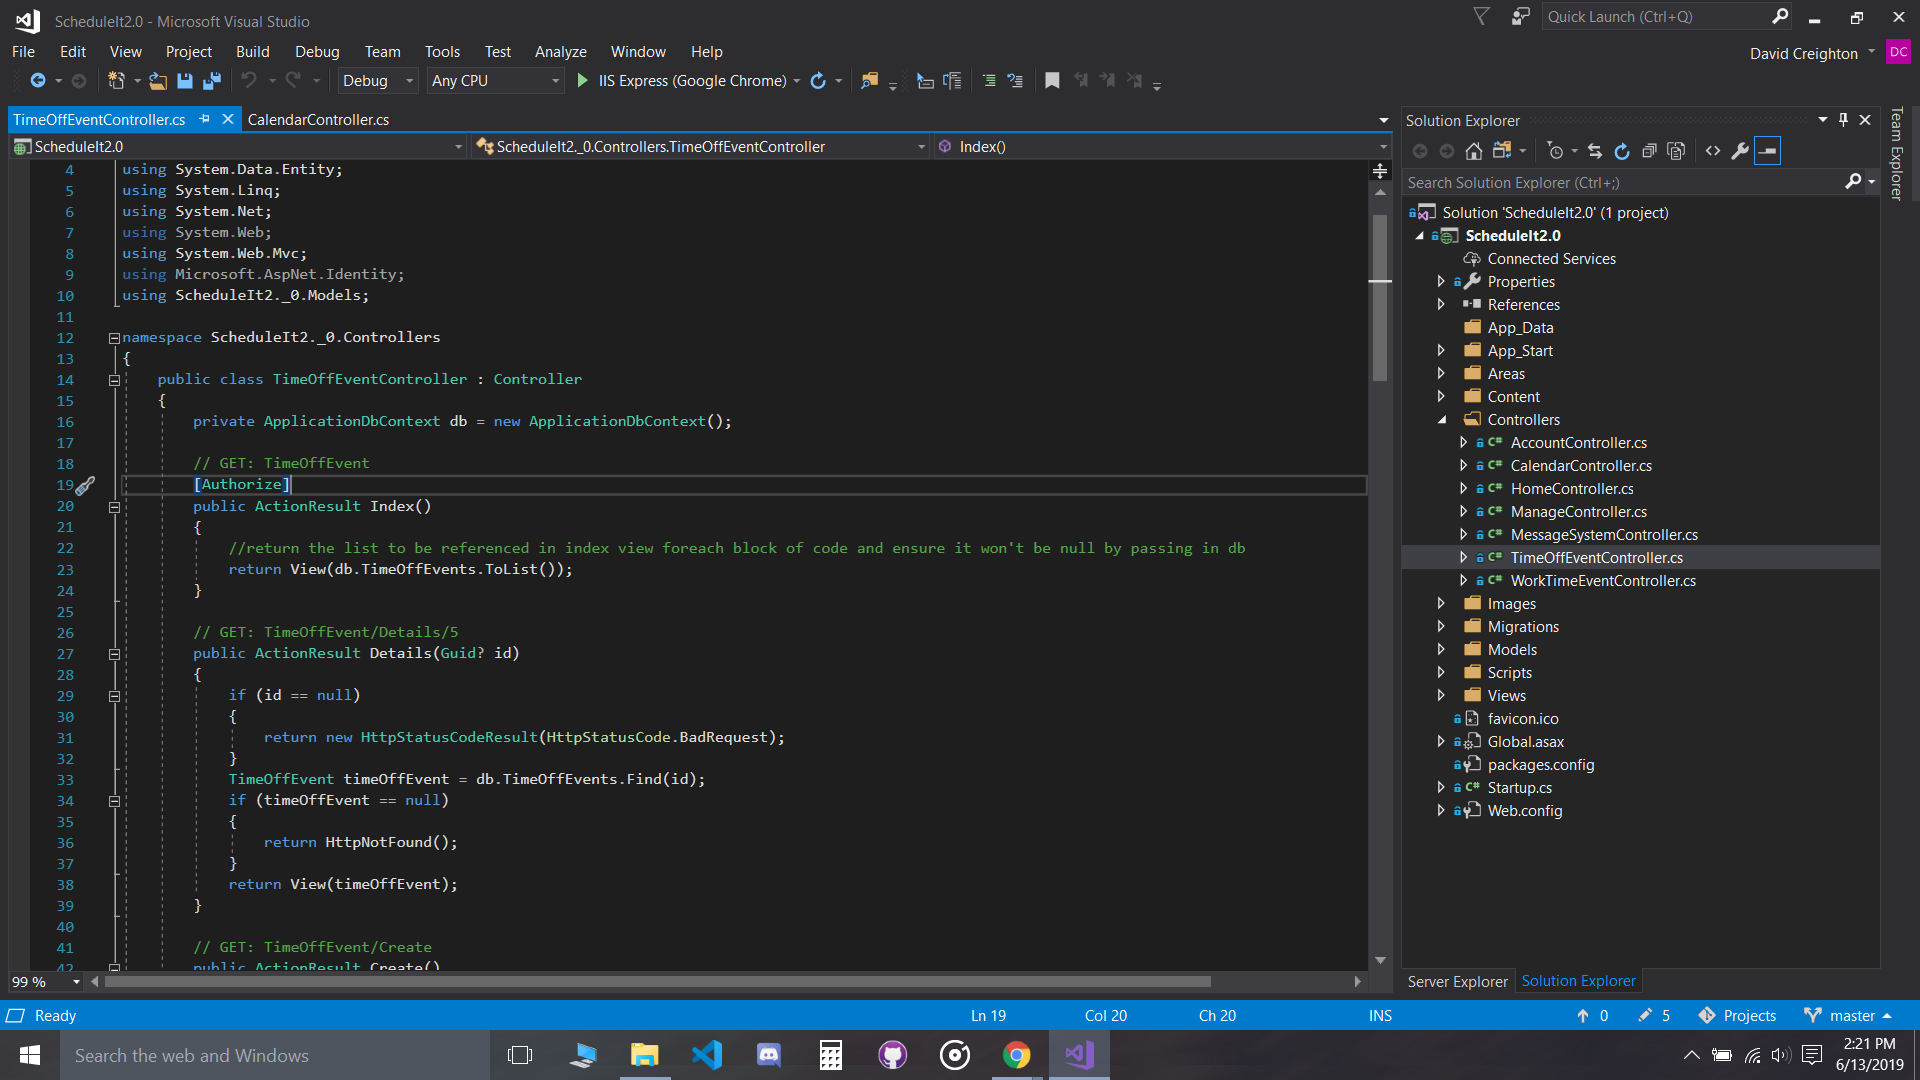 ScheduleIt2.0 - Microsoft Visual Studio
Quick Launch (Ctrl+Q)
File Edit View Project Build Debug Team Tools Test Analyze Window Help
David Creighton
DC
Debug
Any CPU
IIS Express (Google Chrome)
TimeOffEventController.cs
CalendarController.cs
ScheduleIt2.0
ScheduleIt2._0.Controllers.TimeOffEventController
Index()
4 using System.Data.Entity;
5 using System.Linq;
6 using System.Net;
7 using System.Web;
8 using System.Web.Mvc;
9 using Microsoft.AspNet.Identity;
10 using ScheduleIt2._0.Models;
11
12 namespace ScheduleIt2._0.Controllers
13 {
14 public class TimeOffEventController : Controller
15 {
16 private ApplicationDbContext db = new ApplicationDbContext();
17
18 // GET: TimeOffEvent
19 [Authorize]
20 public ActionResult Index()
21 {
22 //return the list to be referenced in index view foreach block of code and ensure it won't be null by passing in db
23 return View(db.TimeOffEvents.ToList());
24 }
25
26 // GET: TimeOffEvent/Details/5
27 public ActionResult Details(Guid? id)
28 {
29 if (id == null)
30 {
31 return new HttpStatusCodeResult(HttpStatusCode.BadRequest);
32 }
33 TimeOffEvent timeOffEvent = db.TimeOffEvents.Find(id);
34 if (timeOffEvent == null)
35 {
36 return HttpNotFound();
37 }
38 return View(timeOffEvent);
39 }
40
41 // GET: TimeOffEvent/Create
42 public ActionResult Create()
99 %
Solution Explorer
Search Solution Explorer (Ctrl+;)
Solution 'ScheduleIt2.0' (1 project)
ScheduleIt2.0
Connected Services
Properties
References
App_Data
App_Start
Areas
Content
Controllers
C# AccountController.cs
C# CalendarController.cs
C# HomeController.cs
C# ManageController.cs
C# MessageSystemController.cs
C# TimeOffEventController.cs
C# WorkTimeEventController.cs
Images
Migrations
Models
Scripts
Views
favicon.ico
Global.asax
packages.config
C# Startup.cs
Web.config
Server Explorer
Solution Explorer
Team Explorer
Ready
Ln 19
Col 20
Ch 20
INS
0
5
Projects
master
Search the web and Windows
2:21 PM
6/13/2019